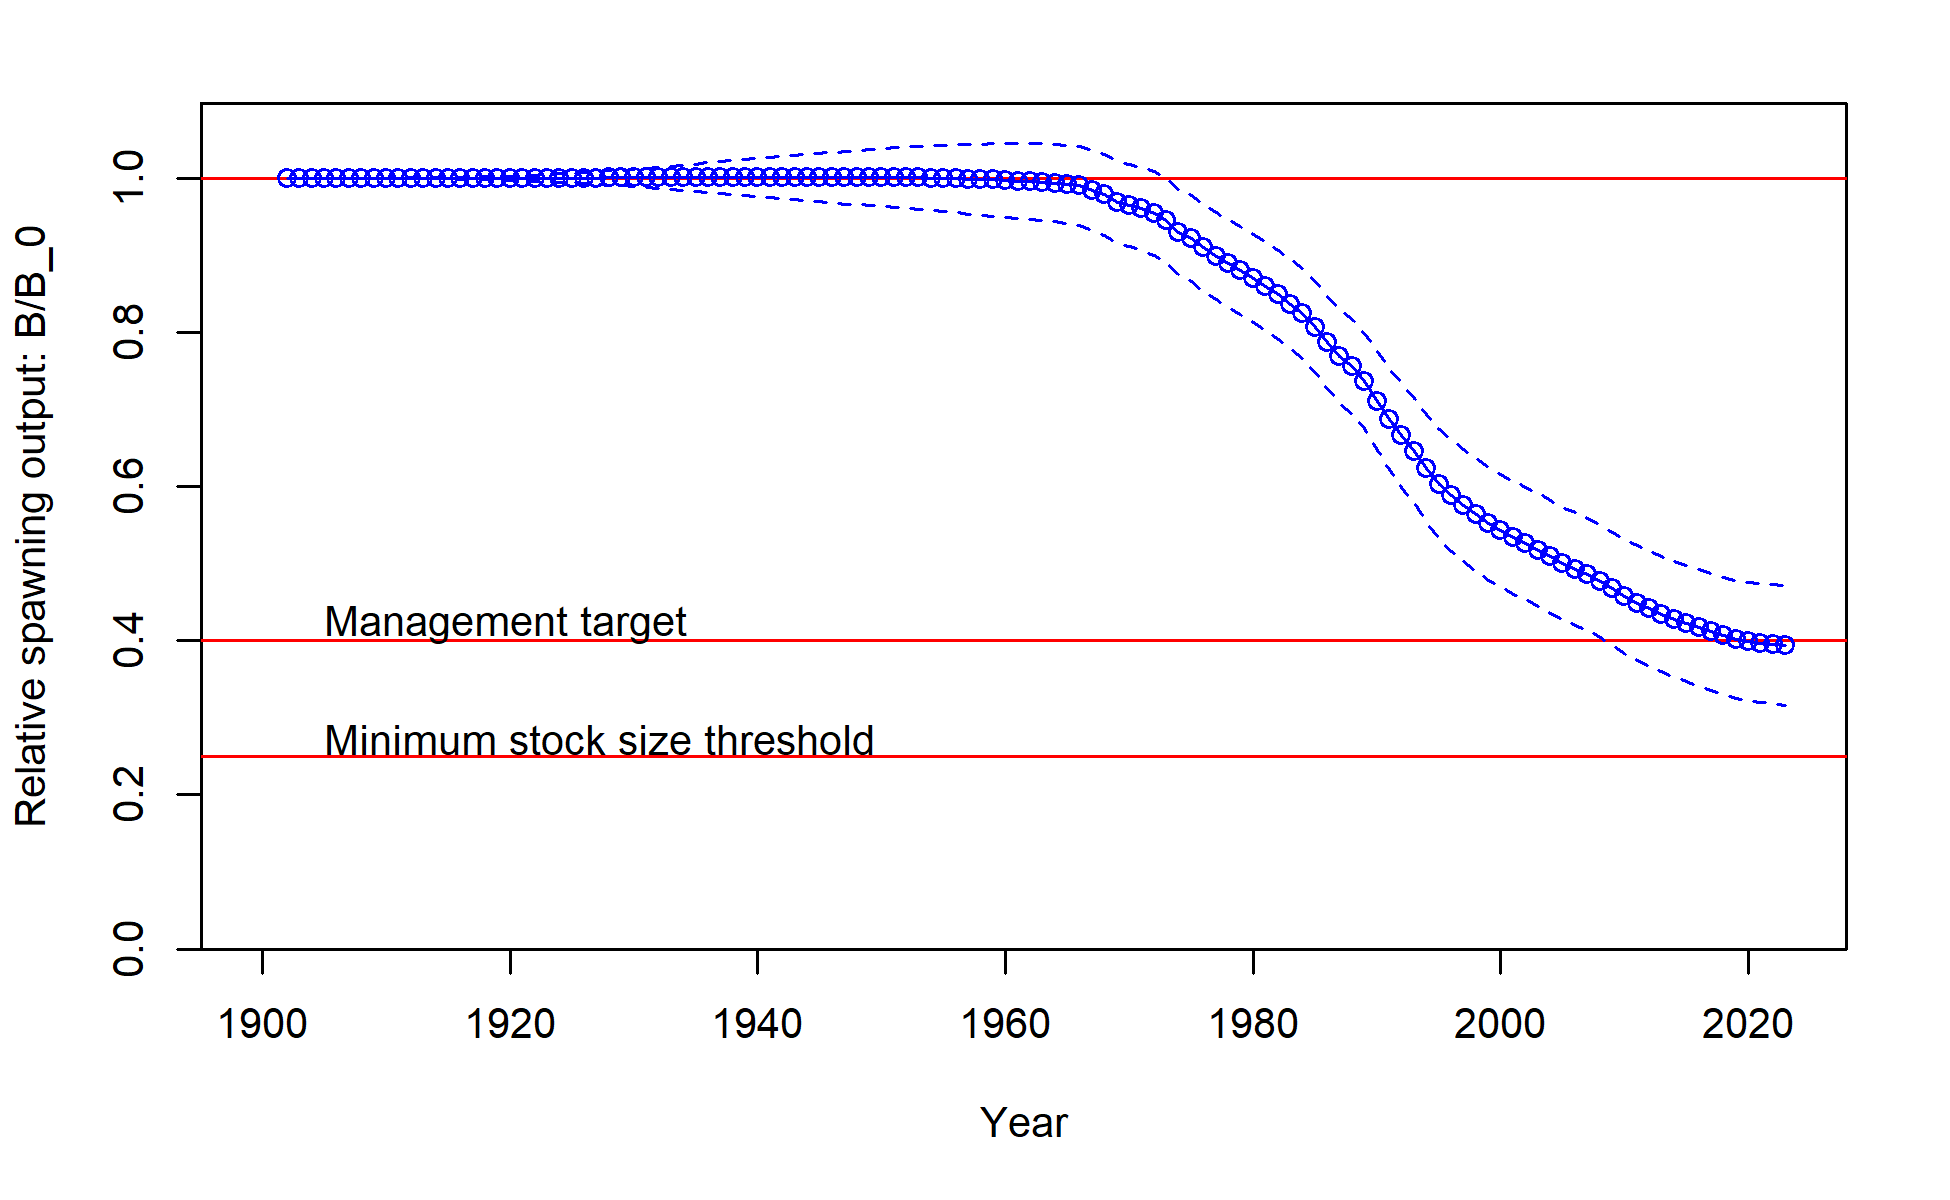 Relative spawning output: B/B_0
1.0
0.8
0.6
0.4
0.2
0.0
Management target
Minimum stock size threshold
1900 1920 1940 1960 1980 2000 2020
Year